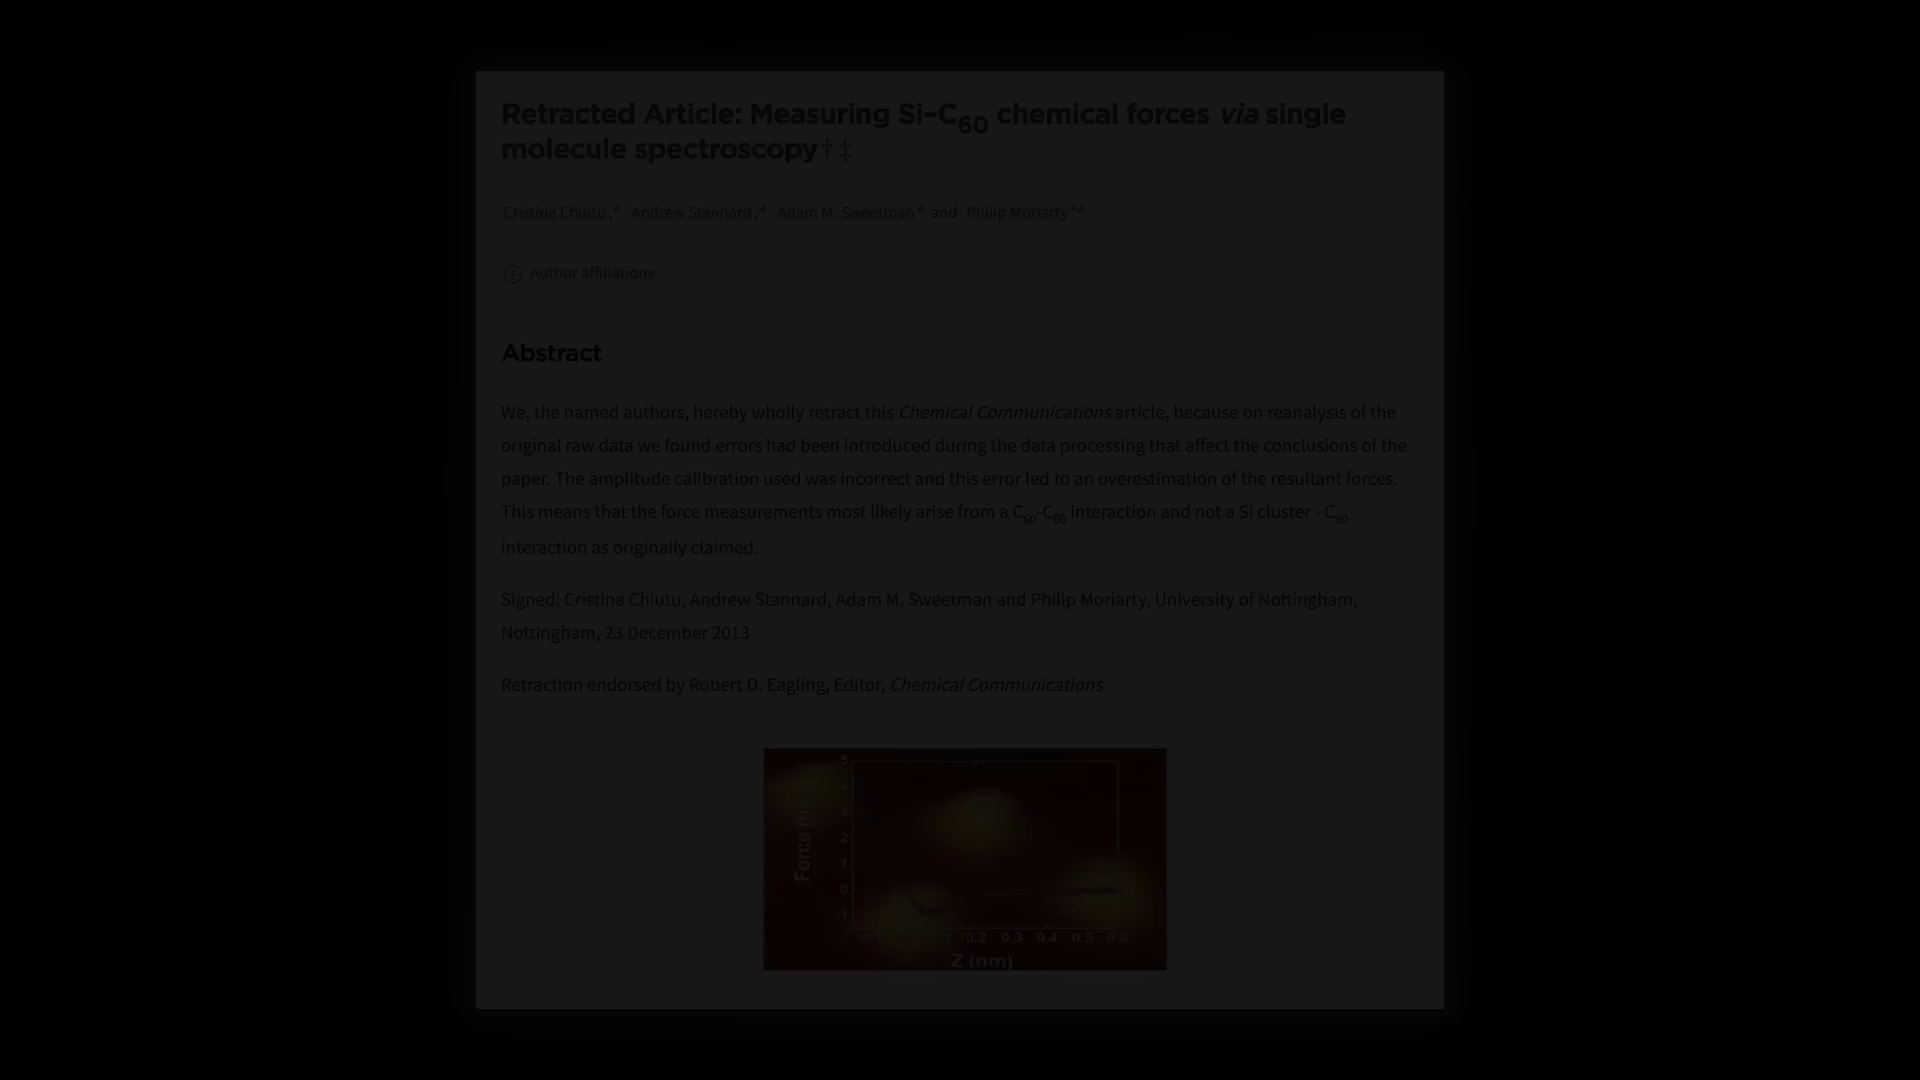 Retracted Article: Measuring Si–C60 chemical forces via single
molecule spectroscopy† ‡
Cristina Chiutu,a Andrew Stannard,a Adam M. Sweetman a and Philip Moriarty *a
Author affiliations
Abstract
We, the named authors, hereby wholly retract this Chemical Communications article, because on reanalysis of the
original raw data we found errors had been introduced during the data processing that affect the conclusions of the
paper. The amplitude calibration used was incorrect and this error led to an overestimation of the resultant forces.
This means that the force measurements most likely arise from a C60-C60 interaction and not a Si cluster - C60
interaction as originally claimed.
Signed: Cristina Chiutu, Andrew Stannard, Adam M. Sweetman and Philip Moriarty, University of Nottingham,
Nottingham, 23 December 2013
Retraction endorsed by Robert D. Eagling, Editor, Chemical Communications
5
2
1
0
-1
Force
0.2 0.3 0.4 0.5 0.6
Z (nm)